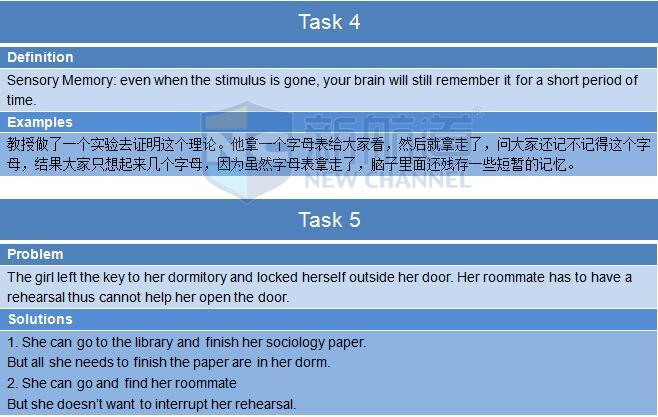 Task 4
Definition
Sensory Memory: even when the stimulus is gone, your brain will still remember it for a short period of
time.
Examples
教授做了一个实验去证明这个理论。他拿一个字母表给大家看，然后就拿走了，问大家还记不记得这个字
母，结果大家只想起来几个字母，因为虽然字母表拿走了，脑子里面还残存一些短暂的记忆。
新航道®
NEW CHANNEL
Task 5
Problem
The girl left the key to her dormitory and locked herself outside her door. Her roommate has to have a
rehearsal thus cannot help her open the door.
Solutions
1. She can go to the library and finish her sociology paper.
But all she needs to finish the paper are in her dorm.
2. She can go and find her roommate
But she doesn't want to interrupt her rehearsal.